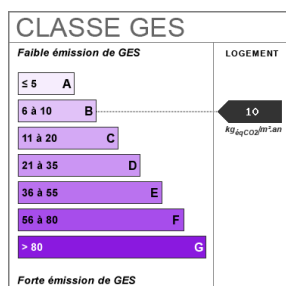 CLASSE GES
Faible émission de GES
LOGEMENT
≤ 5 A
6 à 10 B
10
kgéqCO2/m².an
11 à 20 C
21 à 35 D
36 à 55 E
56 à 80 F
> 80 G
Forte émission de GES